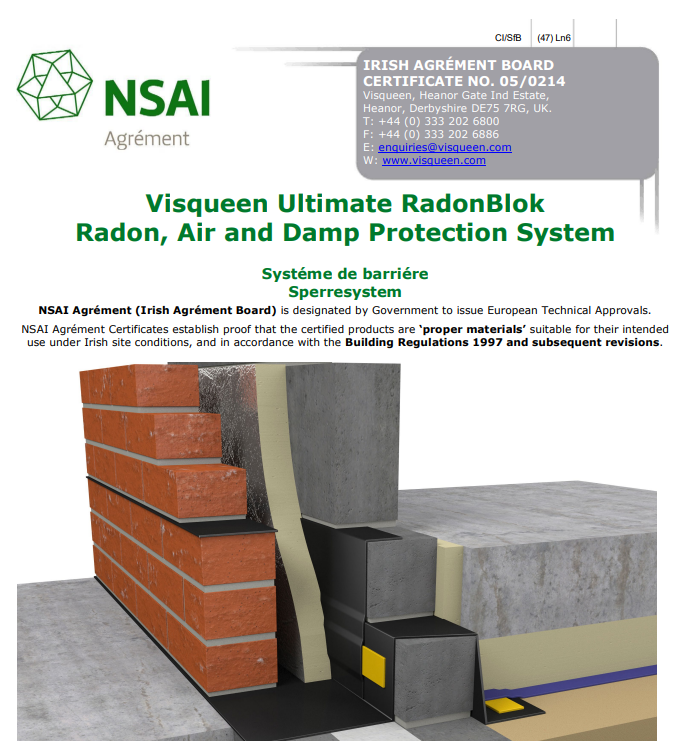 CI/SfB (47) Ln6
NSAI
Agrément
IRISH AGRÉMENT BOARD
CERTIFICATE NO. 05/0214
Visqueen, Heanor Gate Ind Estate,
Heanor, Derbyshire DE75 7RG, UK.
T: +44 (0) 333 202 6800
F: +44 (0) 333 202 6886
E: enquiries@visqueen.com
W: www.visqueen.com
Visqueen Ultimate RadonBlok
Radon, Air and Damp Protection System
Systéme de barriére
Sperresystem
NSAI Agrément (Irish Agrément Board) is designated by Government to issue European Technical Approvals.
NSAI Agrément Certificates establish proof that the certified products are ‘proper materials’ suitable for their intended
use under Irish site conditions, and in accordance with the Building Regulations 1997 and subsequent revisions.